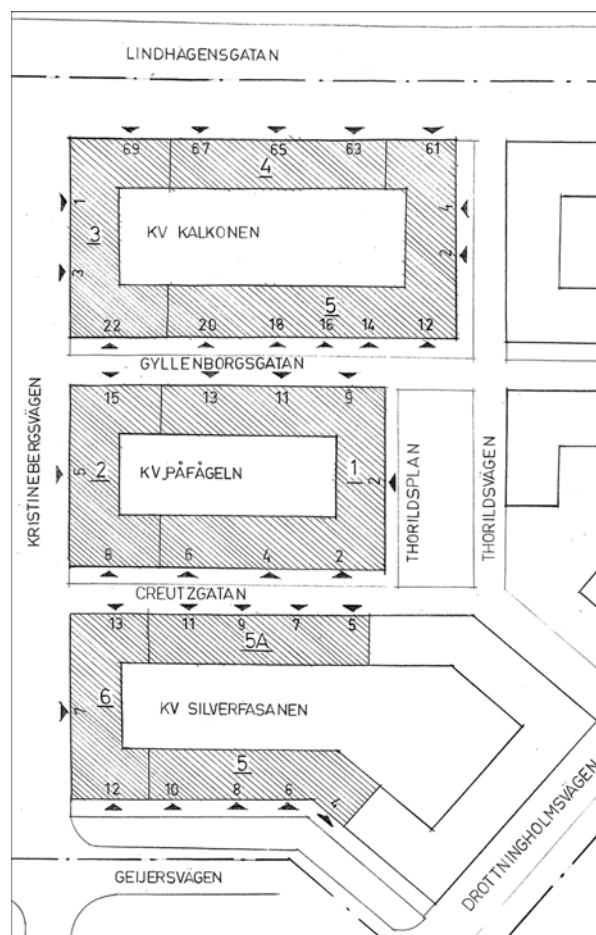 LINDHAGENSGATAN
69 67 65 63 61
4
1
4
KV KALKONEN
3
3
2
5
22 20 18 16 14 12
GYLLENBORGSGATAN
15 13 11 9
KRISTINEBERGSVÄGEN
5
2
KV PÅFÅGELN
1
2
THORILDSPLAN
THORILDSVÄGEN
8 6 4 2
CREUTZGATAN
13 11 9 7 5
5A
6
7
KV SILVERFASANEN
5
12 10 8 6 4
DROTTNINGHOLMSVÄGEN
GEIJERSVÄGEN